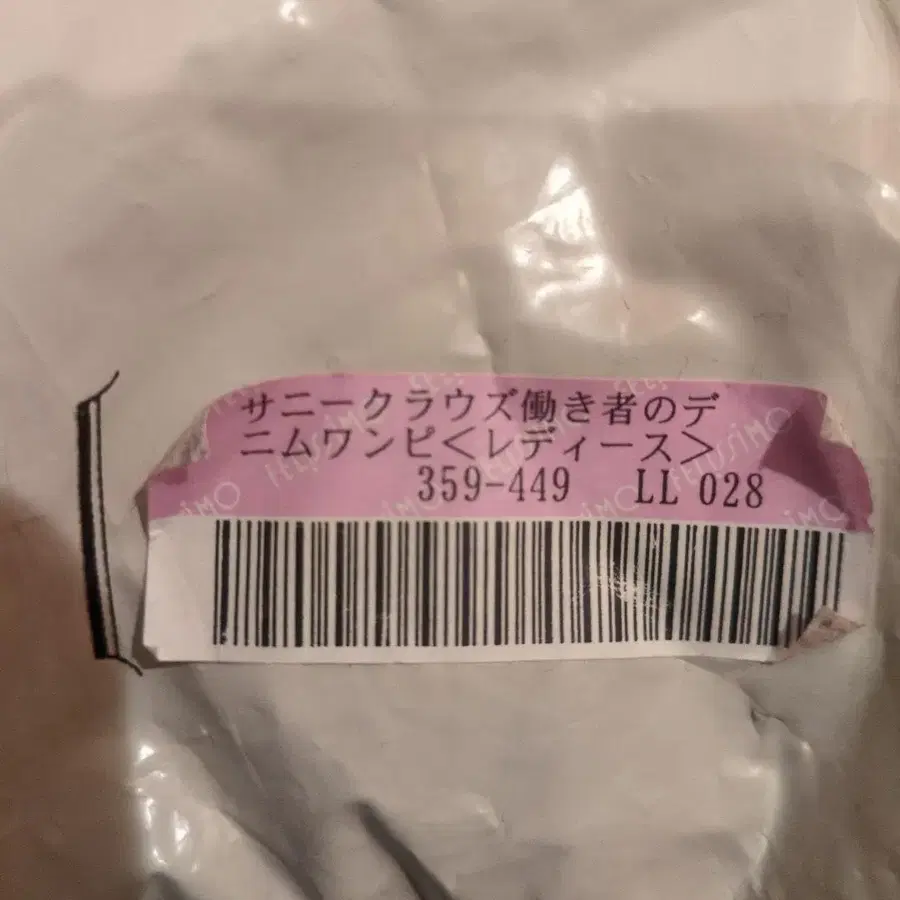 サニークラウズ働き者のデ
ニムワンピ<レディース>
359-449 LL 028
FELISSIMO